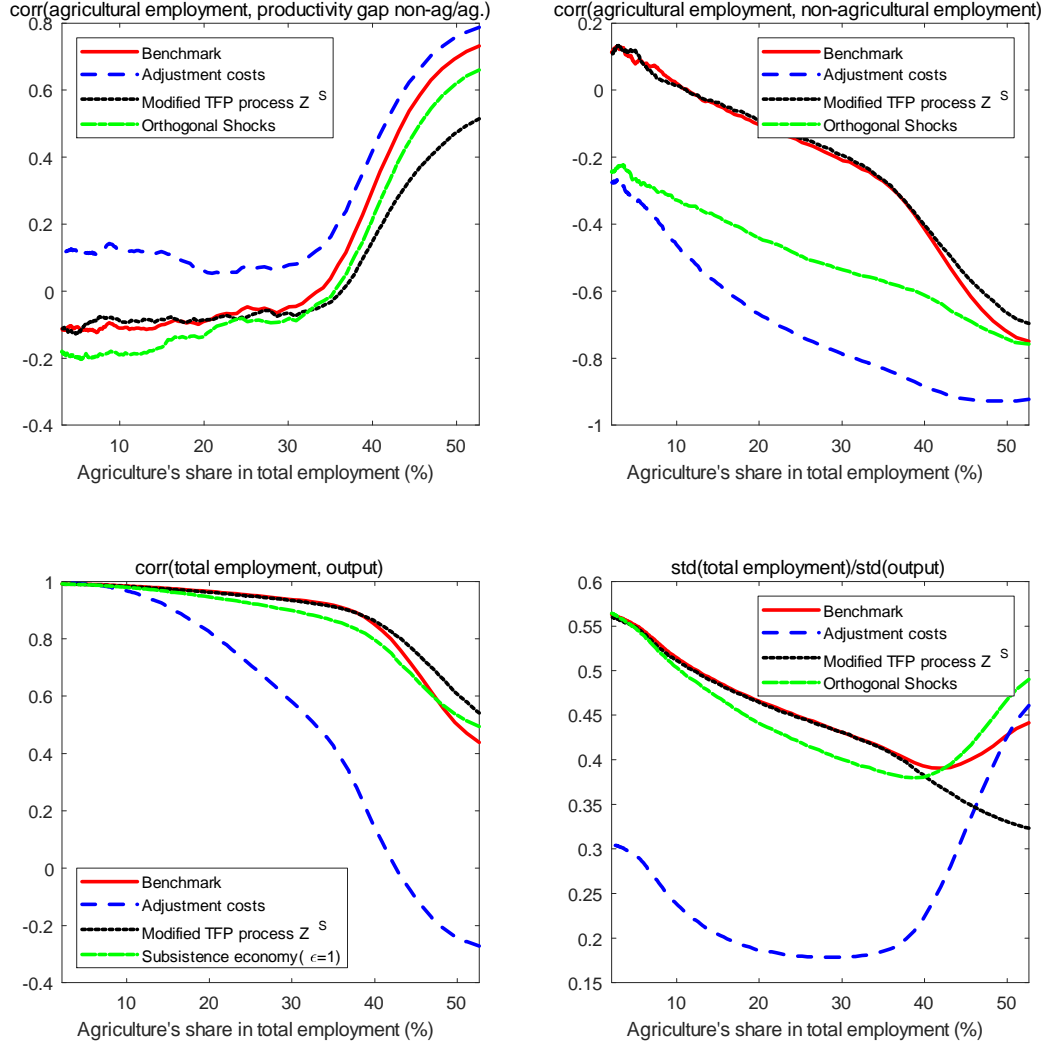 corr(agricultural employment, productivity gap non-ag/ag.)
0.8
0.6
0.4
0.2
0
-0.2
-0.4
Benchmark
Adjustment costs
Modified TFP process Z S
Orthogonal Shocks
10 20 30 40 50
Agriculture's share in total employment (%)
corr(agricultural employment, non-agricultural employment)
0.2
0
-0.2
-0.4
-0.6
-0.8
-1
Benchmark
Adjustment costs
Modified TFP process Z S
Orthogonal Shocks
10 20 30 40 50
Agriculture's share in total employment (%)
corr(total employment, output)
1
0.8
0.6
0.4
0.2
0
-0.2
-0.4
Benchmark
Adjustment costs
Modified TFP process Z S
Subsistence economy( ϵ=1)
10 20 30 40 50
Agriculture's share in total employment (%)
std(total employment)/std(output)
0.6
0.55
0.5
0.45
0.4
0.35
0.3
0.25
0.2
0.15
Benchmark
Adjustment costs
Modified TFP process Z S
Orthogonal Shocks
10 20 30 40 50
Agriculture's share in total employment (%)